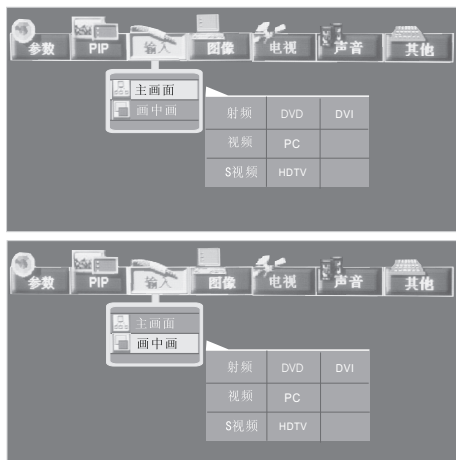 参数 PIP 输入 图像 电视 声音 其他
主画面
画中画
射频 DVD DVI
视频 PC
S视频 HDTV
参数 PIP 输入 图像 电视 声音 其他
主画面
画中画
射频 DVD DVI
视频 PC
S视频 HDTV